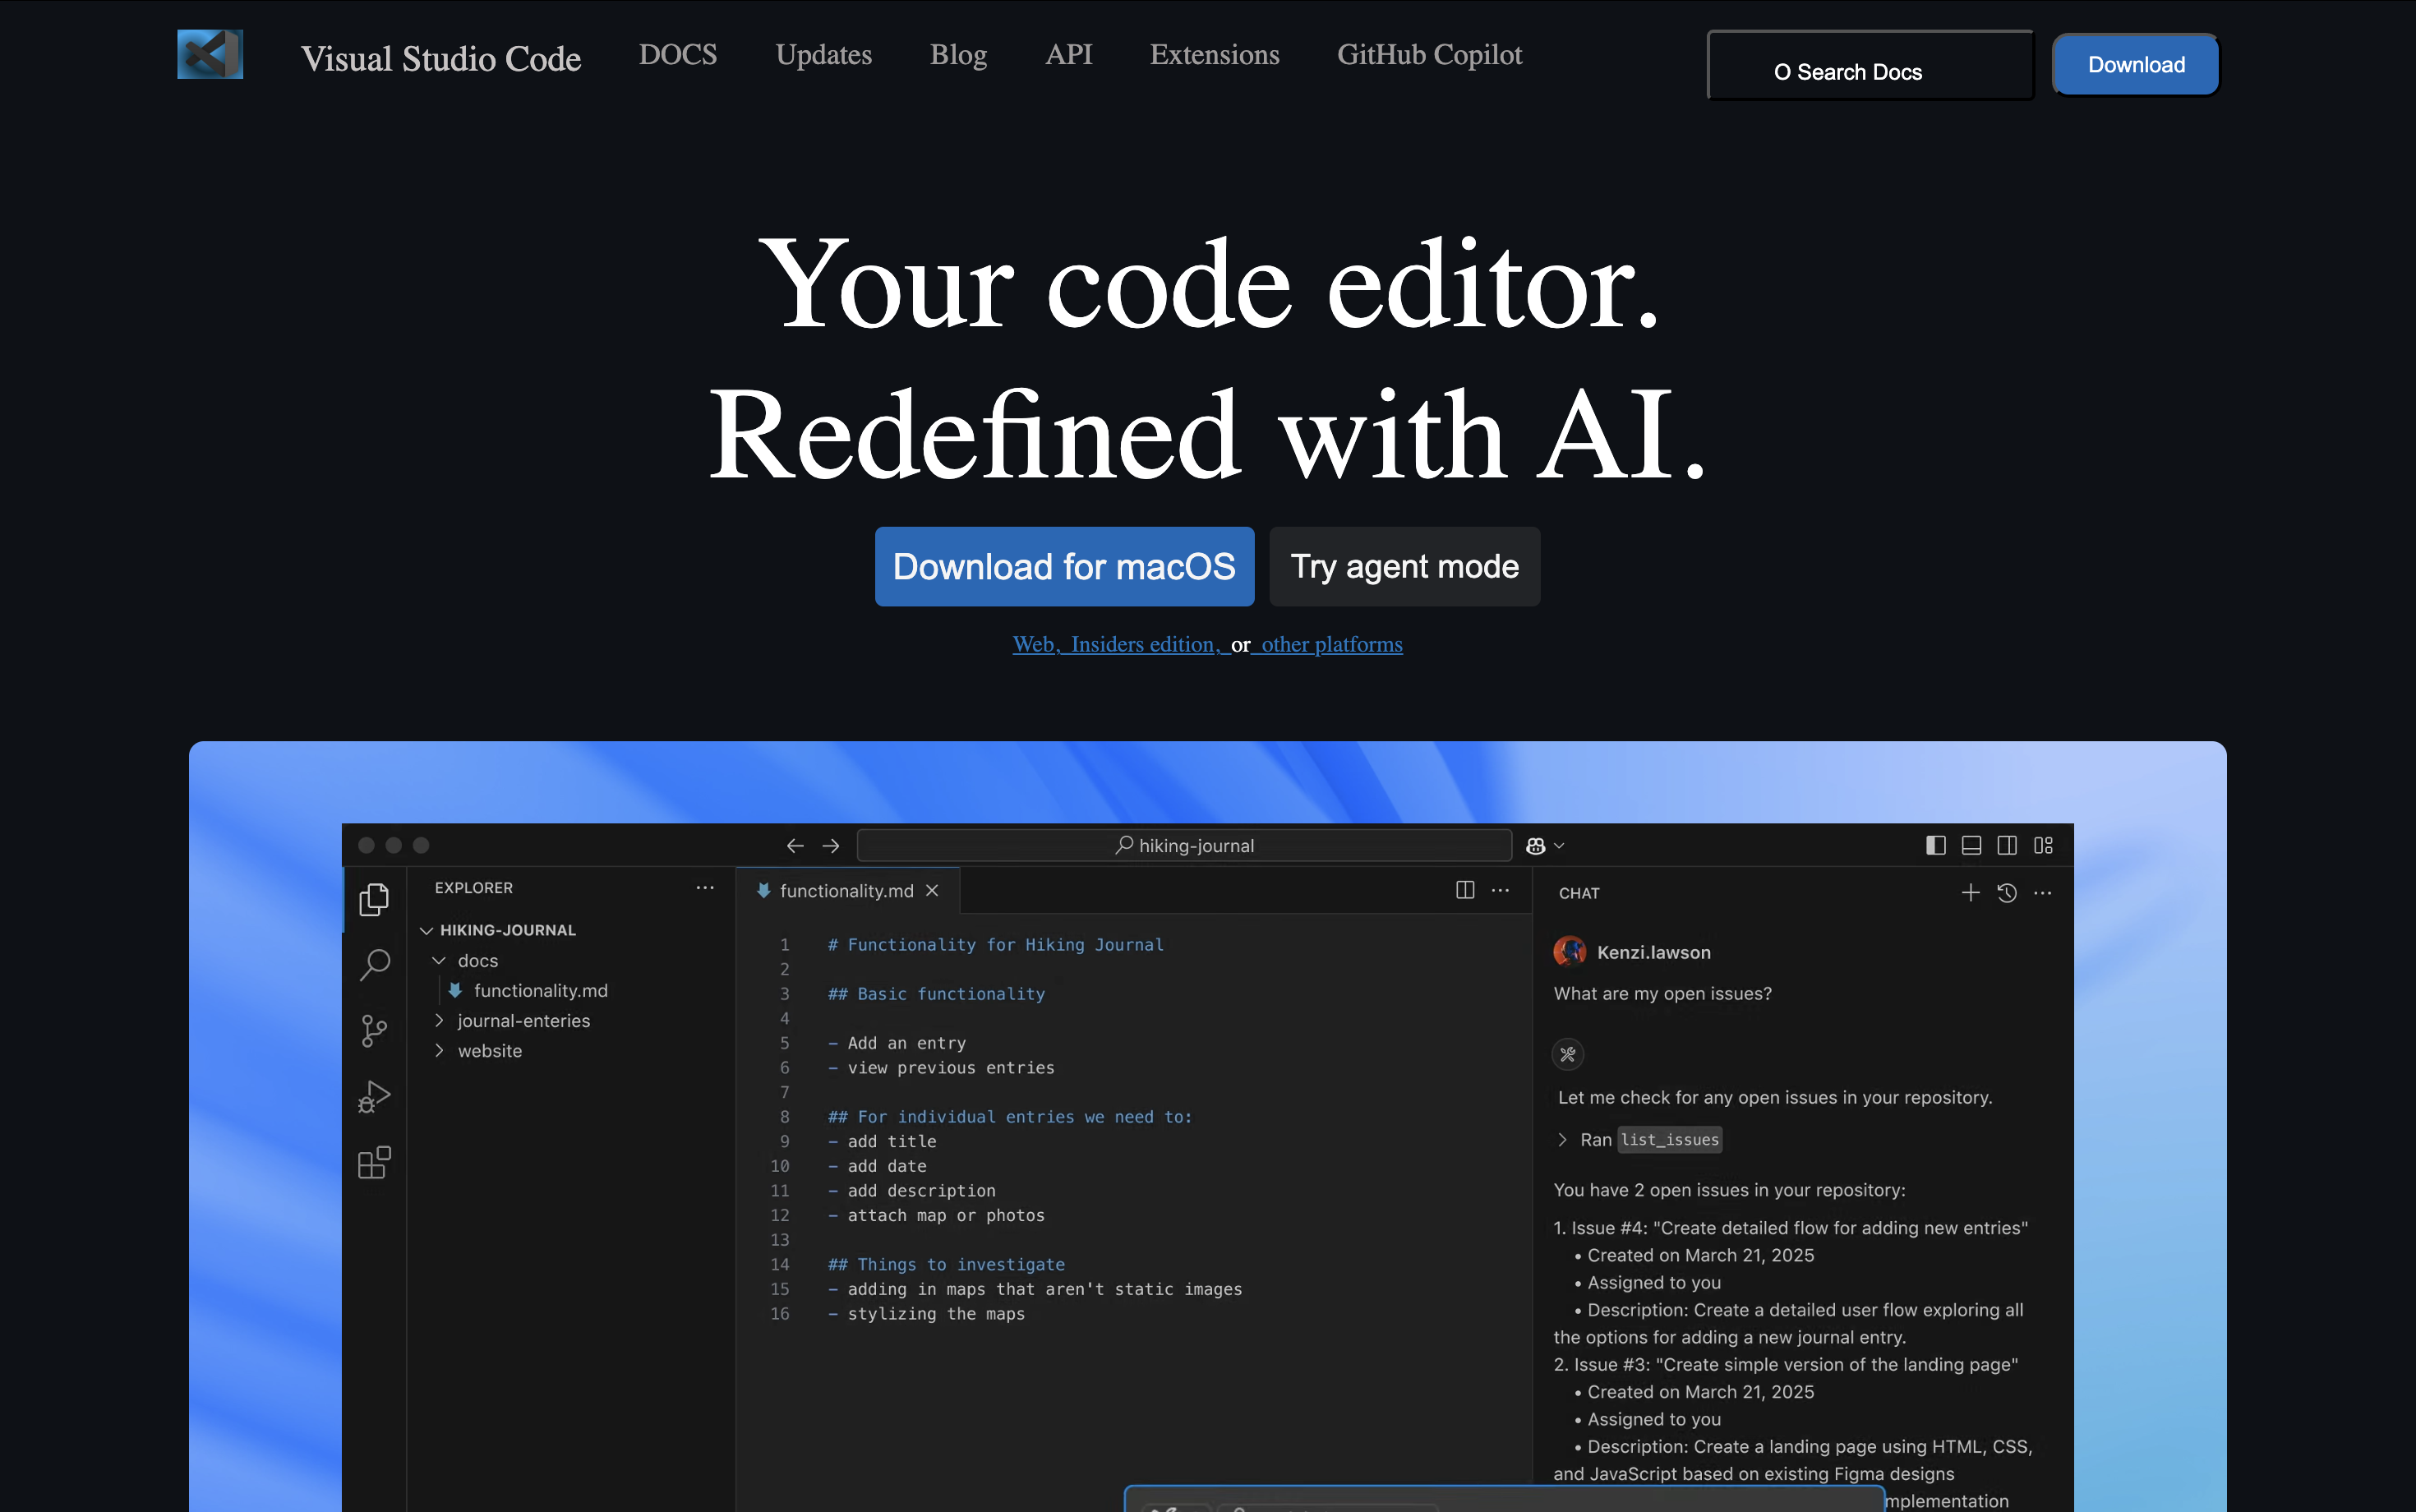 Visual Studio Code DOCS Updates Blog API Extensions GitHub Copilot O Search Docs Download
Your code editor.
Redefined with AI.
Download for macOS Try agent mode
Web, Insiders edition, or other platforms
hiking-journal
EXPLORER
HIKING-JOURNAL
docs
functionality.md
journal-enteries
website
functionality.md
1 # Functionality for Hiking Journal
2
3 ## Basic functionality
4
5 - Add an entry
6 - view previous entries
7
8 ## For individual entries we need to:
9 - add title
10 - add date
11 - add description
12 - attach map or photos
13
14 ## Things to investigate
15 - adding in maps that aren't static images
16 - stylizing the maps
CHAT
Kenzi.lawson
What are my open issues?
Let me check for any open issues in your repository.
Ran list_issues
You have 2 open issues in your repository:
1. Issue #4: "Create detailed flow for adding new entries"
• Created on March 21, 2025
• Assigned to you
• Description: Create a detailed user flow exploring all
the options for adding a new journal entry.
2. Issue #3: "Create simple version of the landing page"
• Created on March 21, 2025
• Assigned to you
• Description: Create a landing page using HTML, CSS,
and JavaScript based on existing Figma designs
mplementation